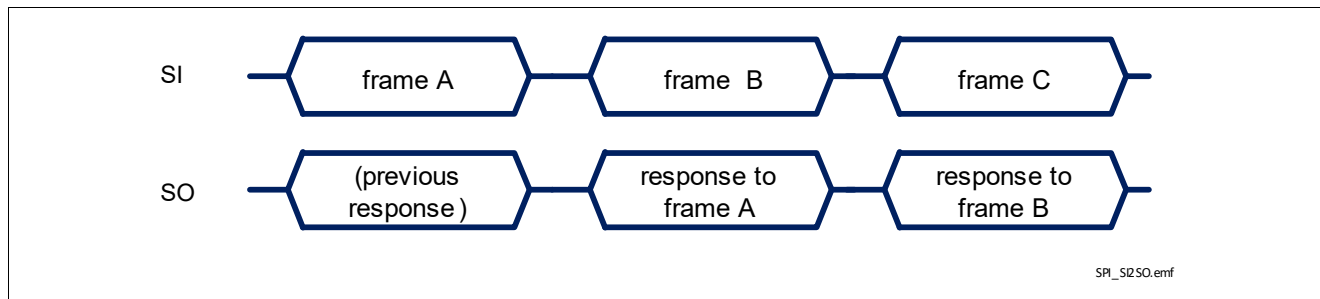 SI
frame A
frame B
frame C
SO
(previous
response)
response to
frame A
response to
frame B
SPI_SI2SO.emf